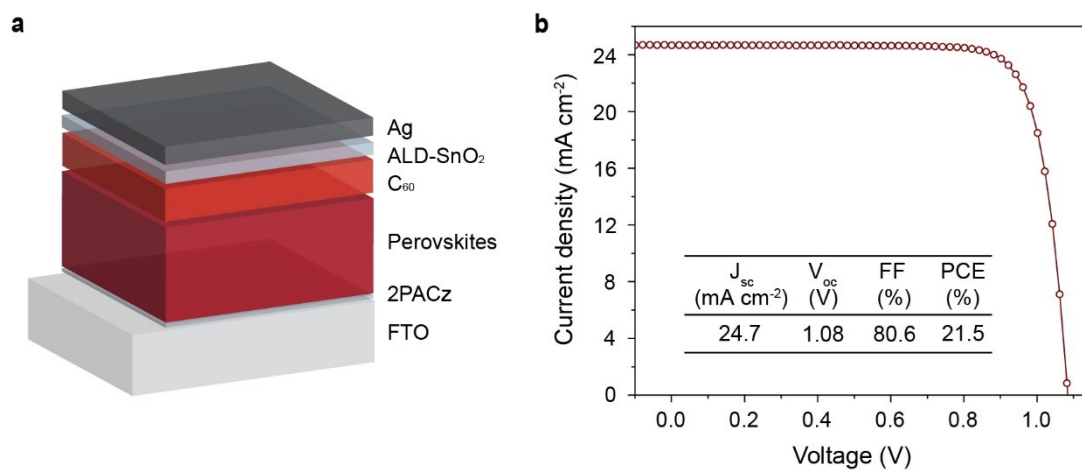 a
Ag
ALD-SnO₂
C₆₀
Perovskites
2PACz
FTO
b
Current density (mA cm⁻²)
24
20
16
12
8
4
0
0.0 0.2 0.4 0.6 0.8 1.0
Voltage (V)
J_sc V_oc FF PCE
(mA cm⁻²) (V) (%) (%)
24.7 1.08 80.6 21.5